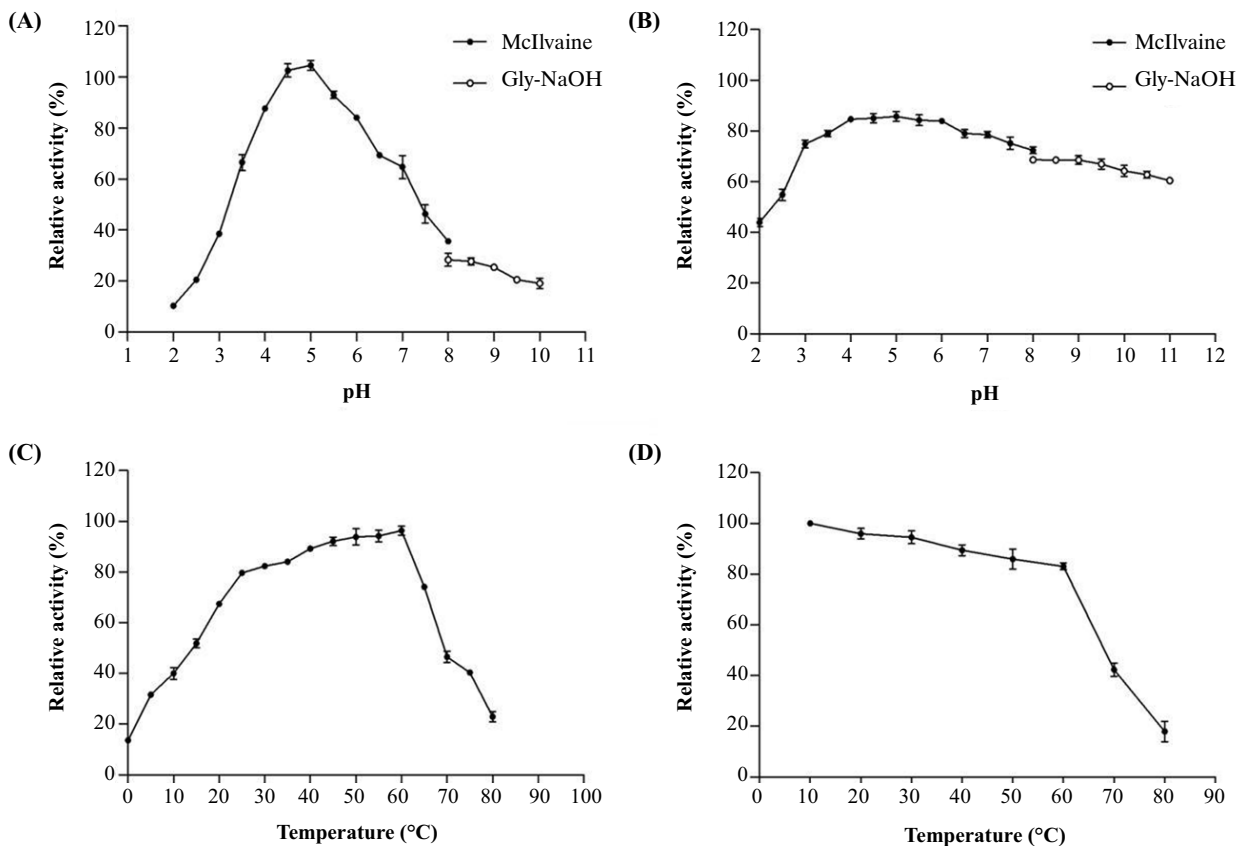 (A)
120
100
80
60
40
20
0
Relative activity (%)
McIlvaine
Gly-NaOH
1 2 3 4 5 6 7 8 9 10 11
pH
(B)
120
100
80
60
40
20
0
Relative activity (%)
McIlvaine
Gly-NaOH
2 3 4 5 6 7 8 9 10 11 12
pH
(C)
120
100
80
60
40
20
0
Relative activity (%)
0 10 20 30 40 50 60 70 80 90 100
Temperature (°C)
(D)
120
100
80
60
40
20
0
Relative activity (%)
0 10 20 30 40 50 60 70 80 90
Temperature (°C)